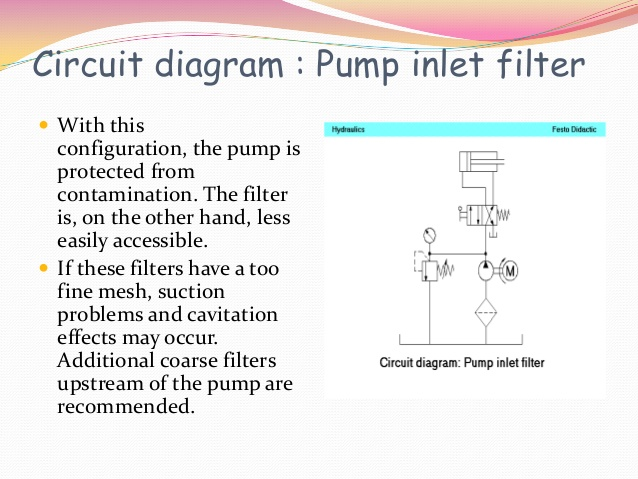 Circuit diagram : Pump inlet filter
With this
configuration, the pump is
protected from
contamination. The filter
is, on the other hand, less
easily accessible.
If these filters have a too
fine mesh, suction
problems and cavitation
effects may occur.
Additional coarse filters
upstream of the pump are
recommended.
Hydraulics Festo Didactic
M
Circuit diagram: Pump inlet filter